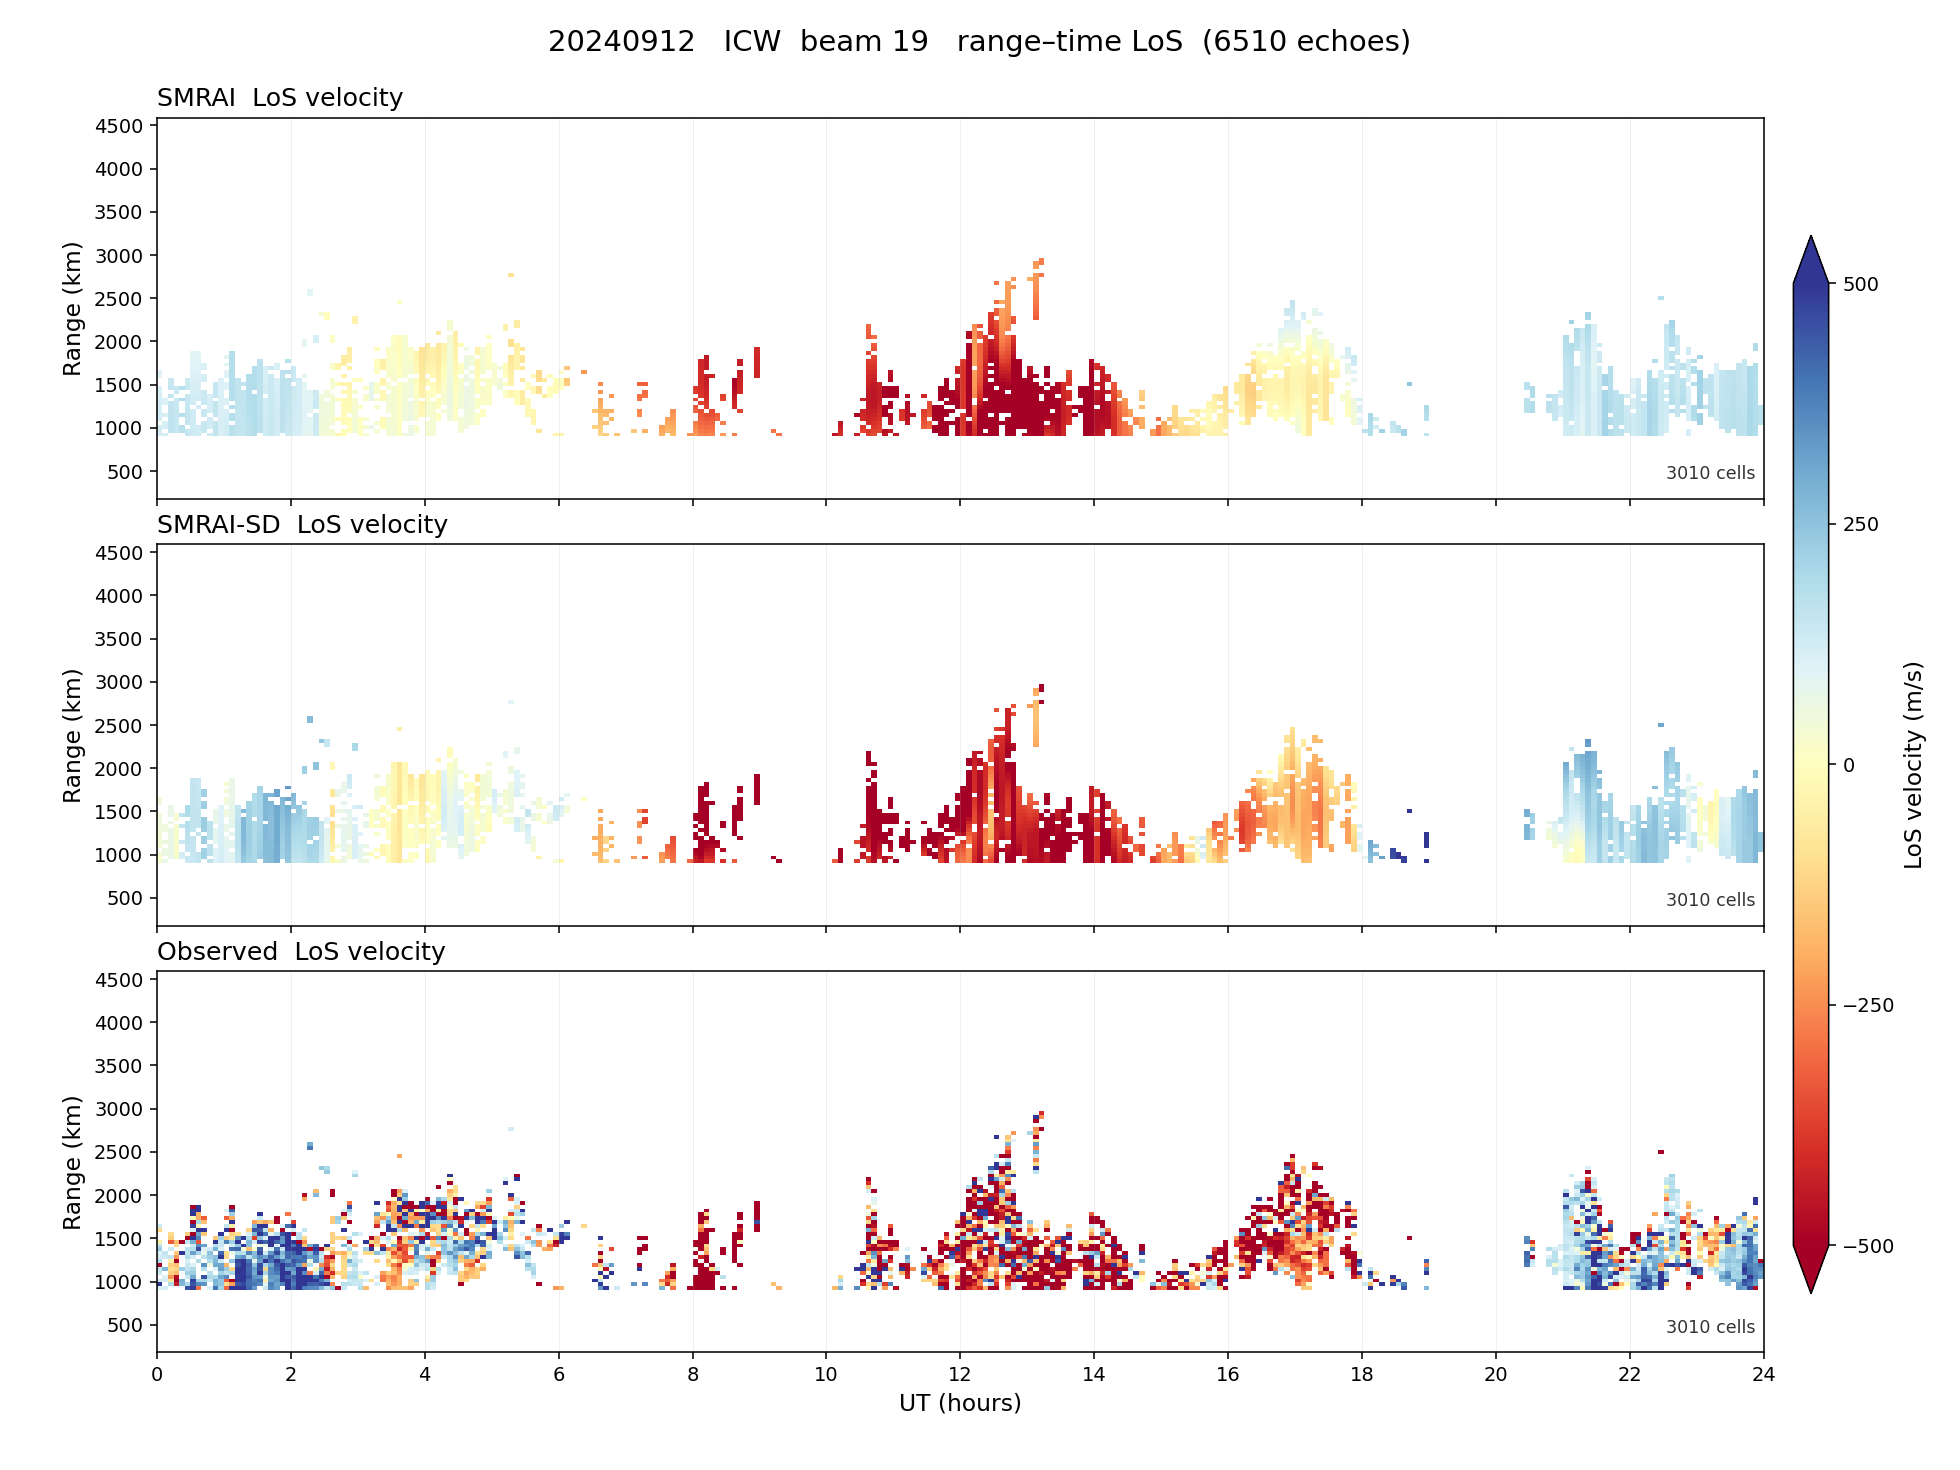 20240912   ICW  beam 19   range–time LoS  (6510 echoes)
SMRAI  LoS velocity
4500
4000
3500
3000
2500
2000
1500
1000
500
Range (km)
3010 cells
SMRAI-SD  LoS velocity
4500
4000
3500
3000
2500
2000
1500
1000
500
Range (km)
3010 cells
Observed  LoS velocity
4500
4000
3500
3000
2500
2000
1500
1000
500
Range (km)
3010 cells
0 2 4 6 8 10 12 14 16 18 20 22 24
UT (hours)
500
250
0
−250
−500
LoS velocity (m/s)